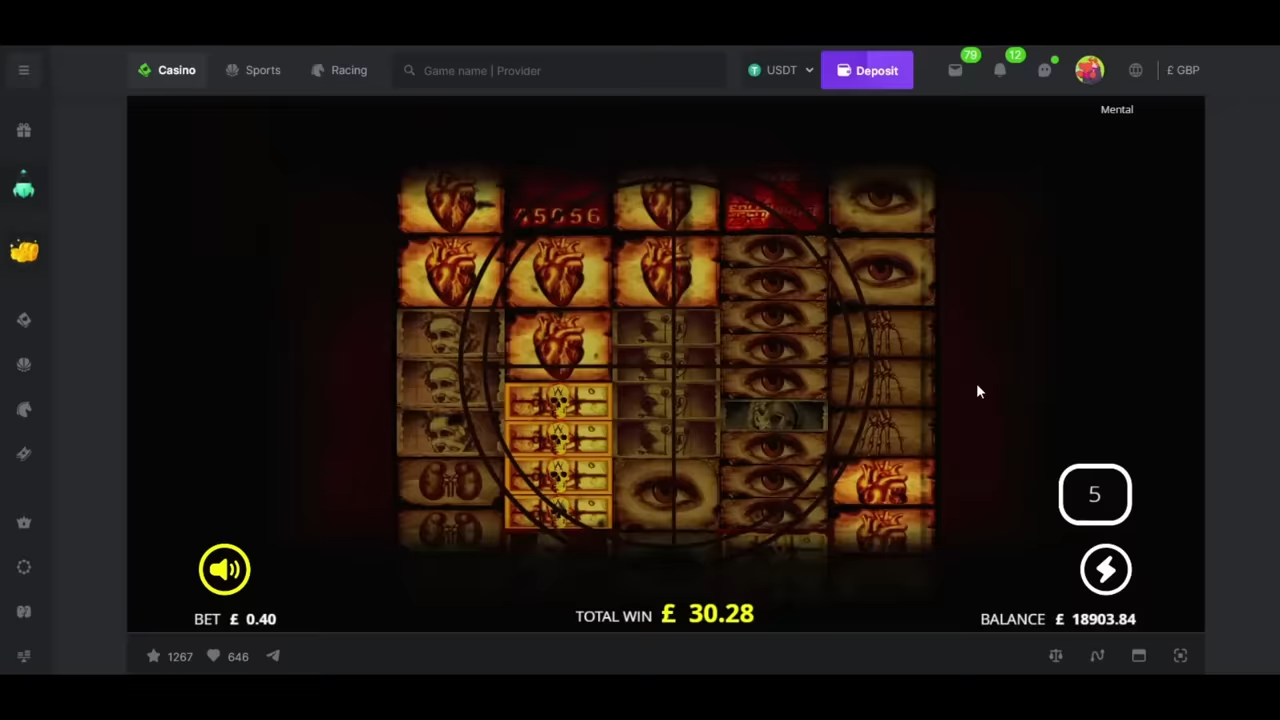 79
12
Casino
Sports
Racing
Game name | Provider
USDT
Deposit
£ GBP
Mental
45056
5
BET £ 0.40
TOTAL WIN £ 30.28
BALANCE £ 18903.84
1267
646